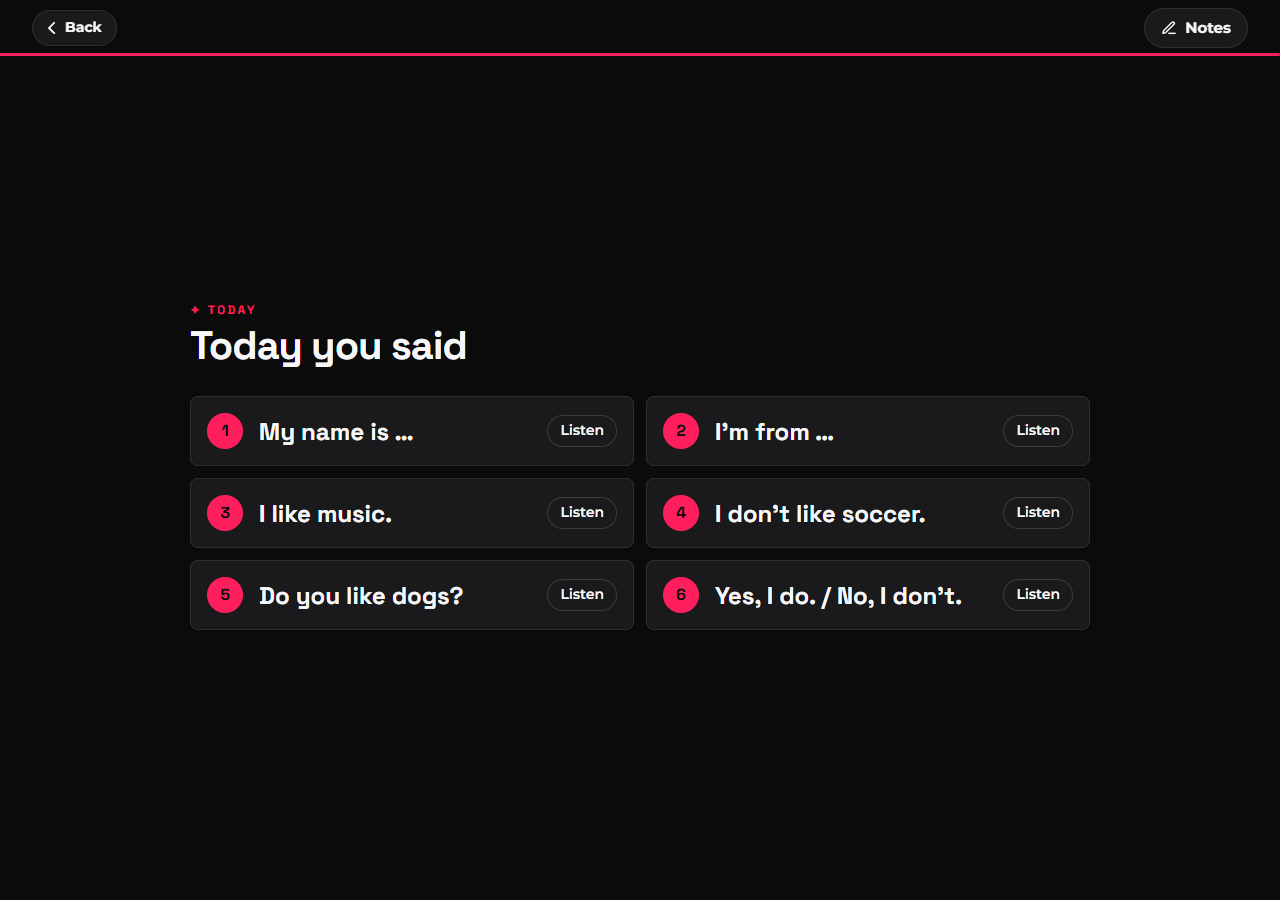 Back
Notes
✦ TODAY
Today you said
1 My name is ... Listen
2 I'm from ... Listen
3 I like music. Listen
4 I don't like soccer. Listen
5 Do you like dogs? Listen
6 Yes, I do. / No, I don't. Listen